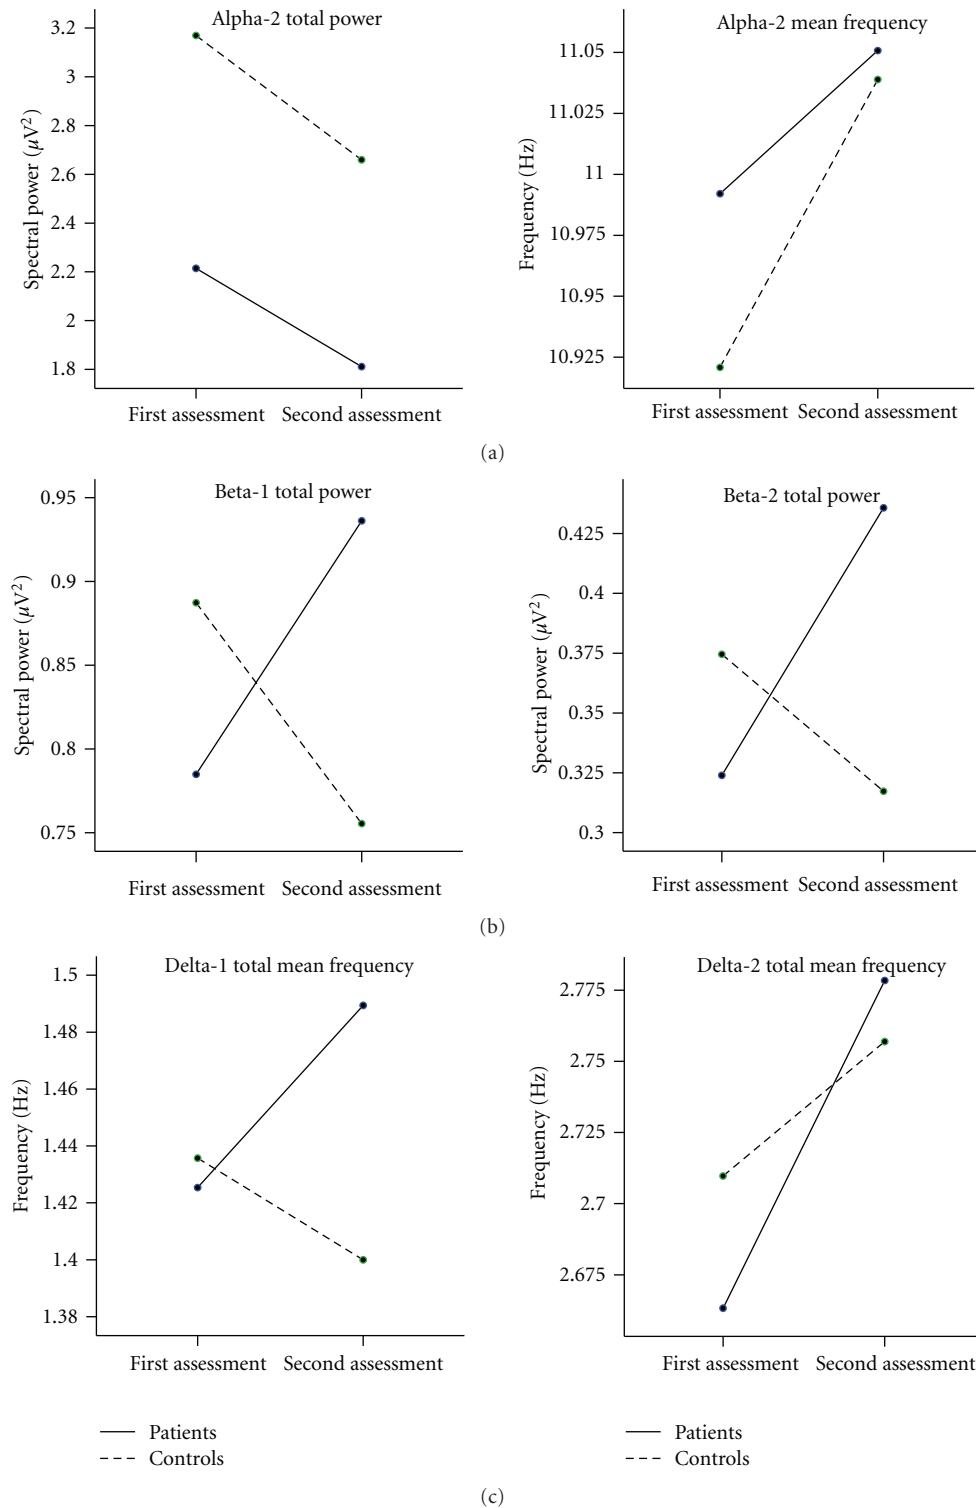 Alpha-2 total power
3.2
3
2.8
2.6
2.4
2.2
2
1.8
Spectral power (μV²)
First assessment
Second assessment
Alpha-2 mean frequency
11.05
11.025
11
10.975
10.95
10.925
Frequency (Hz)
First assessment
Second assessment
(a)
Beta-1 total power
0.95
0.9
0.85
0.8
0.75
Spectral power (μV²)
First assessment
Second assessment
Beta-2 total power
0.425
0.4
0.375
0.35
0.325
0.3
Spectral power (μV²)
First assessment
Second assessment
(b)
Delta-1 total mean frequency
1.5
1.48
1.46
1.44
1.42
1.4
1.38
Frequency (Hz)
First assessment
Second assessment
Patients
Controls
Delta-2 total mean frequency
2.775
2.75
2.725
2.7
2.675
Frequency (Hz)
First assessment
Second assessment
Patients
Controls
(c)